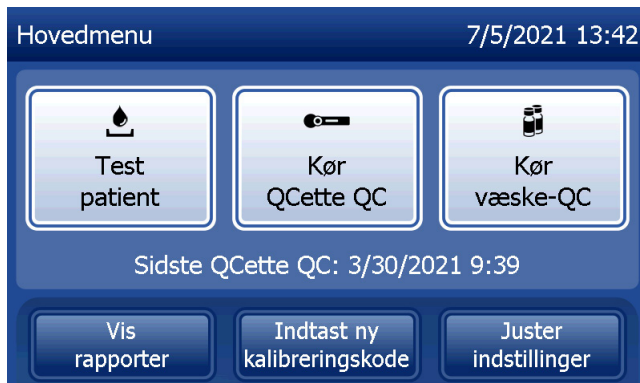 Hovedmenu 7/5/2021 13:42
Test Kør Kør
patient QCette QC væske-QC
Sidste QCette QC: 3/30/2021 9:39
Vis Indtast ny Juster
rapporter kalibreringskode indstillinger